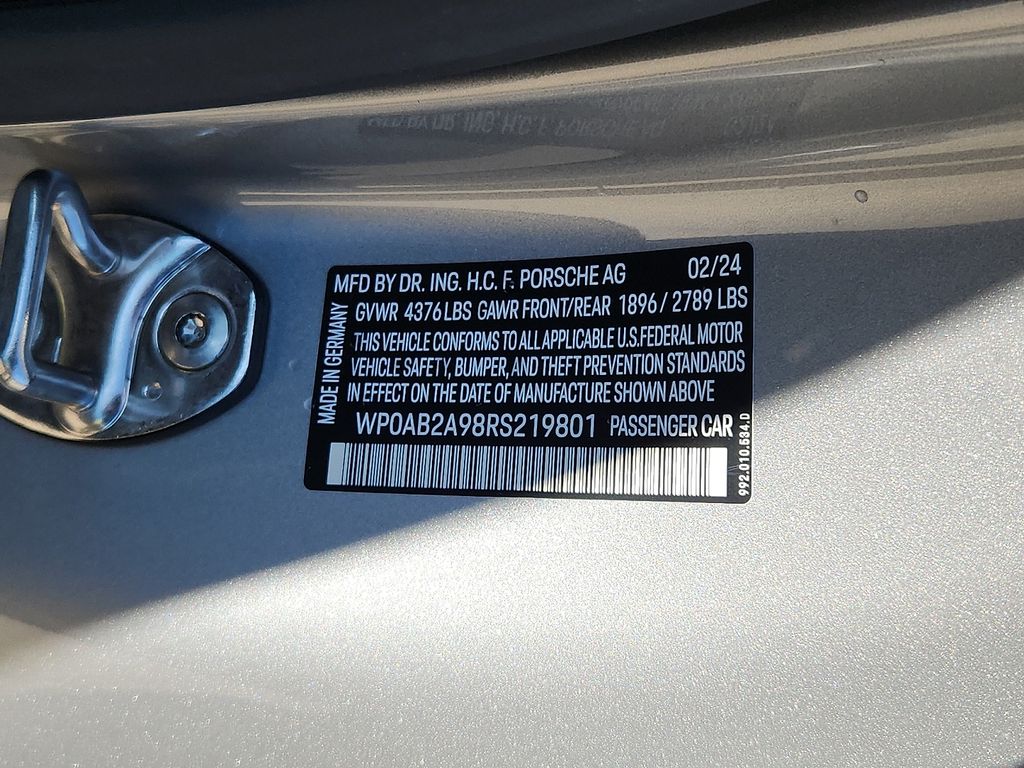 MFD BY DR. ING. H.C. F. PORSCHE AG 02/24
GVWR 4376 LBS GAWR FRONT/REAR 1896 / 2789 LBS
THIS VEHICLE CONFORMS TO ALL APPLICABLE U.S.FEDERAL MOTOR
VEHICLE SAFETY, BUMPER, AND THEFT PREVENTION STANDARDS
IN EFFECT ON THE DATE OF MANUFACTURE SHOWN ABOVE
WP0AB2A98RS219801 PASSENGER CAR
MADE IN GERMANY
992.010.534.D